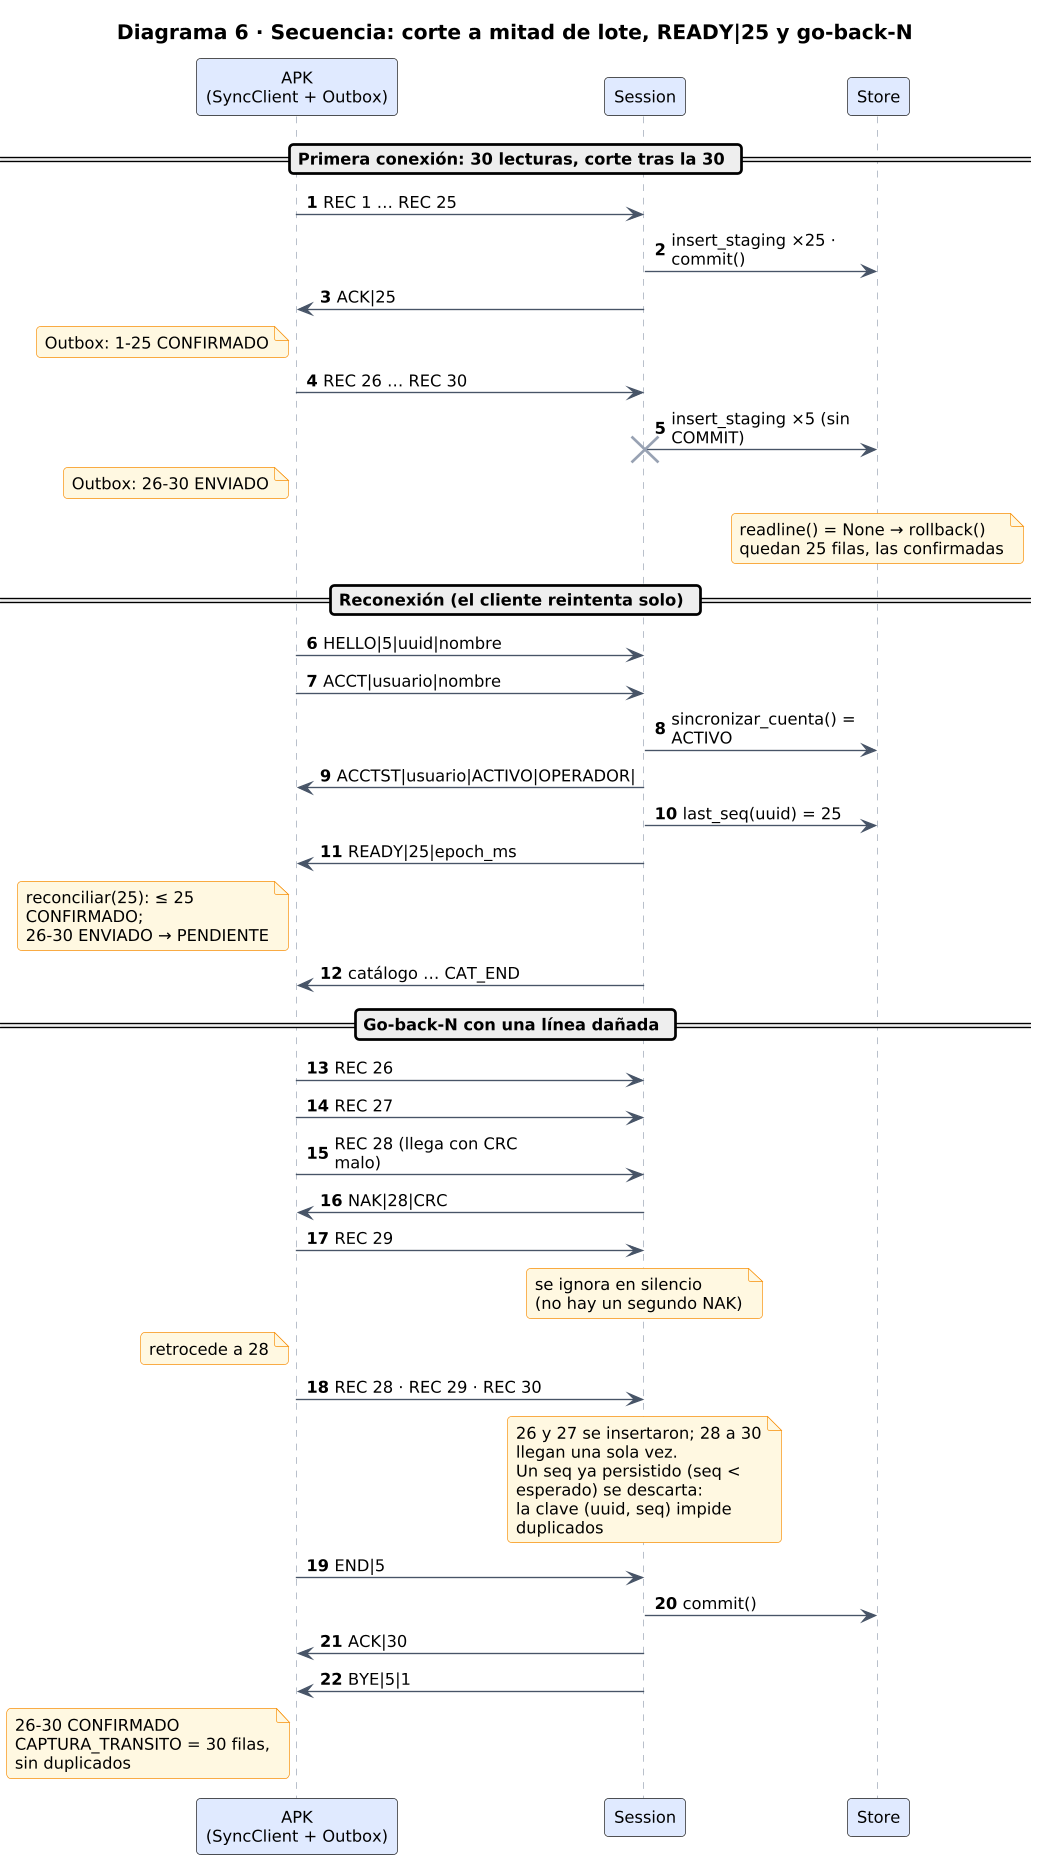 Diagrama 6 · Secuencia: corte a mitad de lote, READY|25 y go-back-N
APK
(SyncClient + Outbox)
Session
Store
Primera conexión: 30 lecturas, corte tras la 30
1 REC 1 ... REC 25
2 insert_staging ×25 ·
commit()
3 ACK|25
Outbox: 1-25 CONFIRMADO
4 REC 26 ... REC 30
5 insert_staging ×5 (sin
COMMIT)
Outbox: 26-30 ENVIADO
readline() = None → rollback()
quedan 25 filas, las confirmadas
Reconexión (el cliente reintenta solo)
6 HELLO|5|uuid|nombre
7 ACCT|usuario|nombre
8 sincronizar_cuenta() =
ACTIVO
9 ACCTST|usuario|ACTIVO|OPERADOR|
10 last_seq(uuid) = 25
11 READY|25|epoch_ms
reconciliar(25): ≤ 25
CONFIRMADO;
26-30 ENVIADO → PENDIENTE
12 catálogo ... CAT_END
Go-back-N con una línea dañada
13 REC 26
14 REC 27
15 REC 28 (llega con CRC
malo)
16 NAK|28|CRC
17 REC 29
se ignora en silencio
(no hay un segundo NAK)
retrocede a 28
18 REC 28 · REC 29 · REC 30
26 y 27 se insertaron; 28 a 30
llegan una sola vez.
Un seq ya persistido (seq <
esperado) se descarta:
la clave (uuid, seq) impide
duplicados
19 END|5
20 commit()
21 ACK|30
22 BYE|5|1
26-30 CONFIRMADO
CAPTURA_TRANSITO = 30 filas,
sin duplicados
APK
(SyncClient + Outbox)
Session
Store